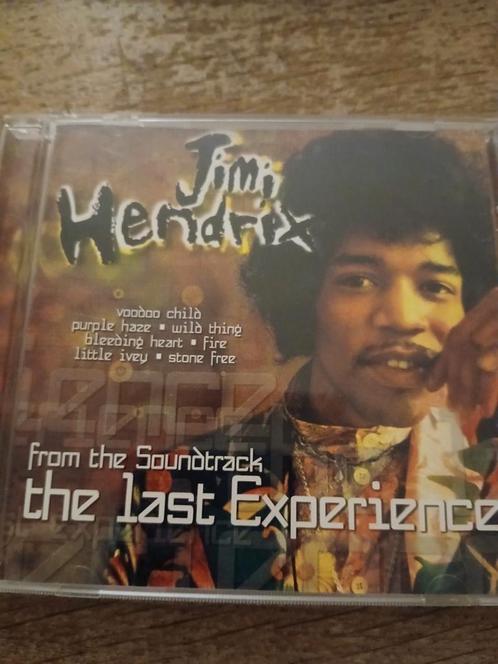 Jimi
Hendrix
voodoo child
purple haze ▪ wild thing
bleeding heart ▪ fire
little ivey ▪ stone free
from the Soundtrack
the last Experience